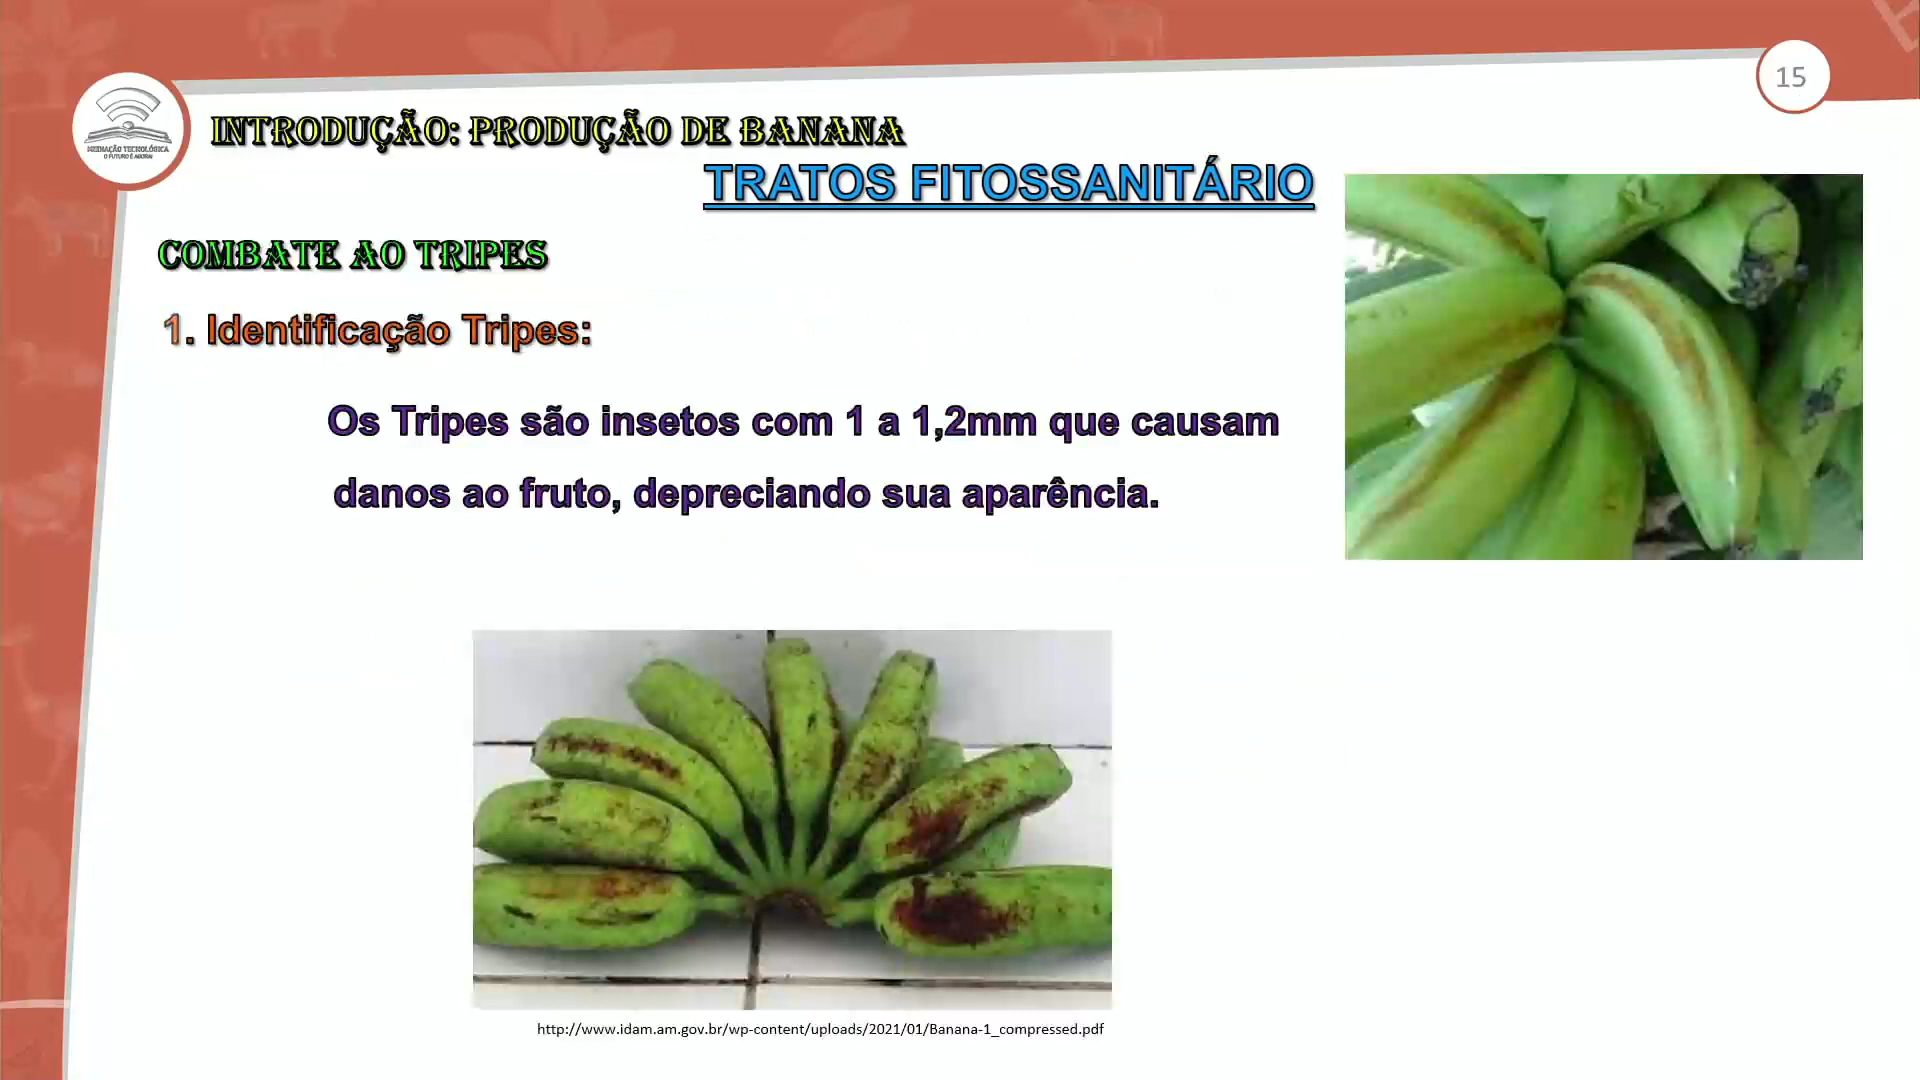 15
MEDIAÇÃO TECNOLÓGICA
O FUTURO É AGORA!
INTRODUÇÃO: PRODUÇÃO DE BANANA
TRATOS FITOSSANITÁRIO
COMBATE AO TRIPES
1. Identificação Tripes:
Os Tripes são insetos com 1 a 1,2mm que causam
danos ao fruto, depreciando sua aparência.
http://www.idam.am.gov.br/wp-content/uploads/2021/01/Banana-1_compressed.pdf